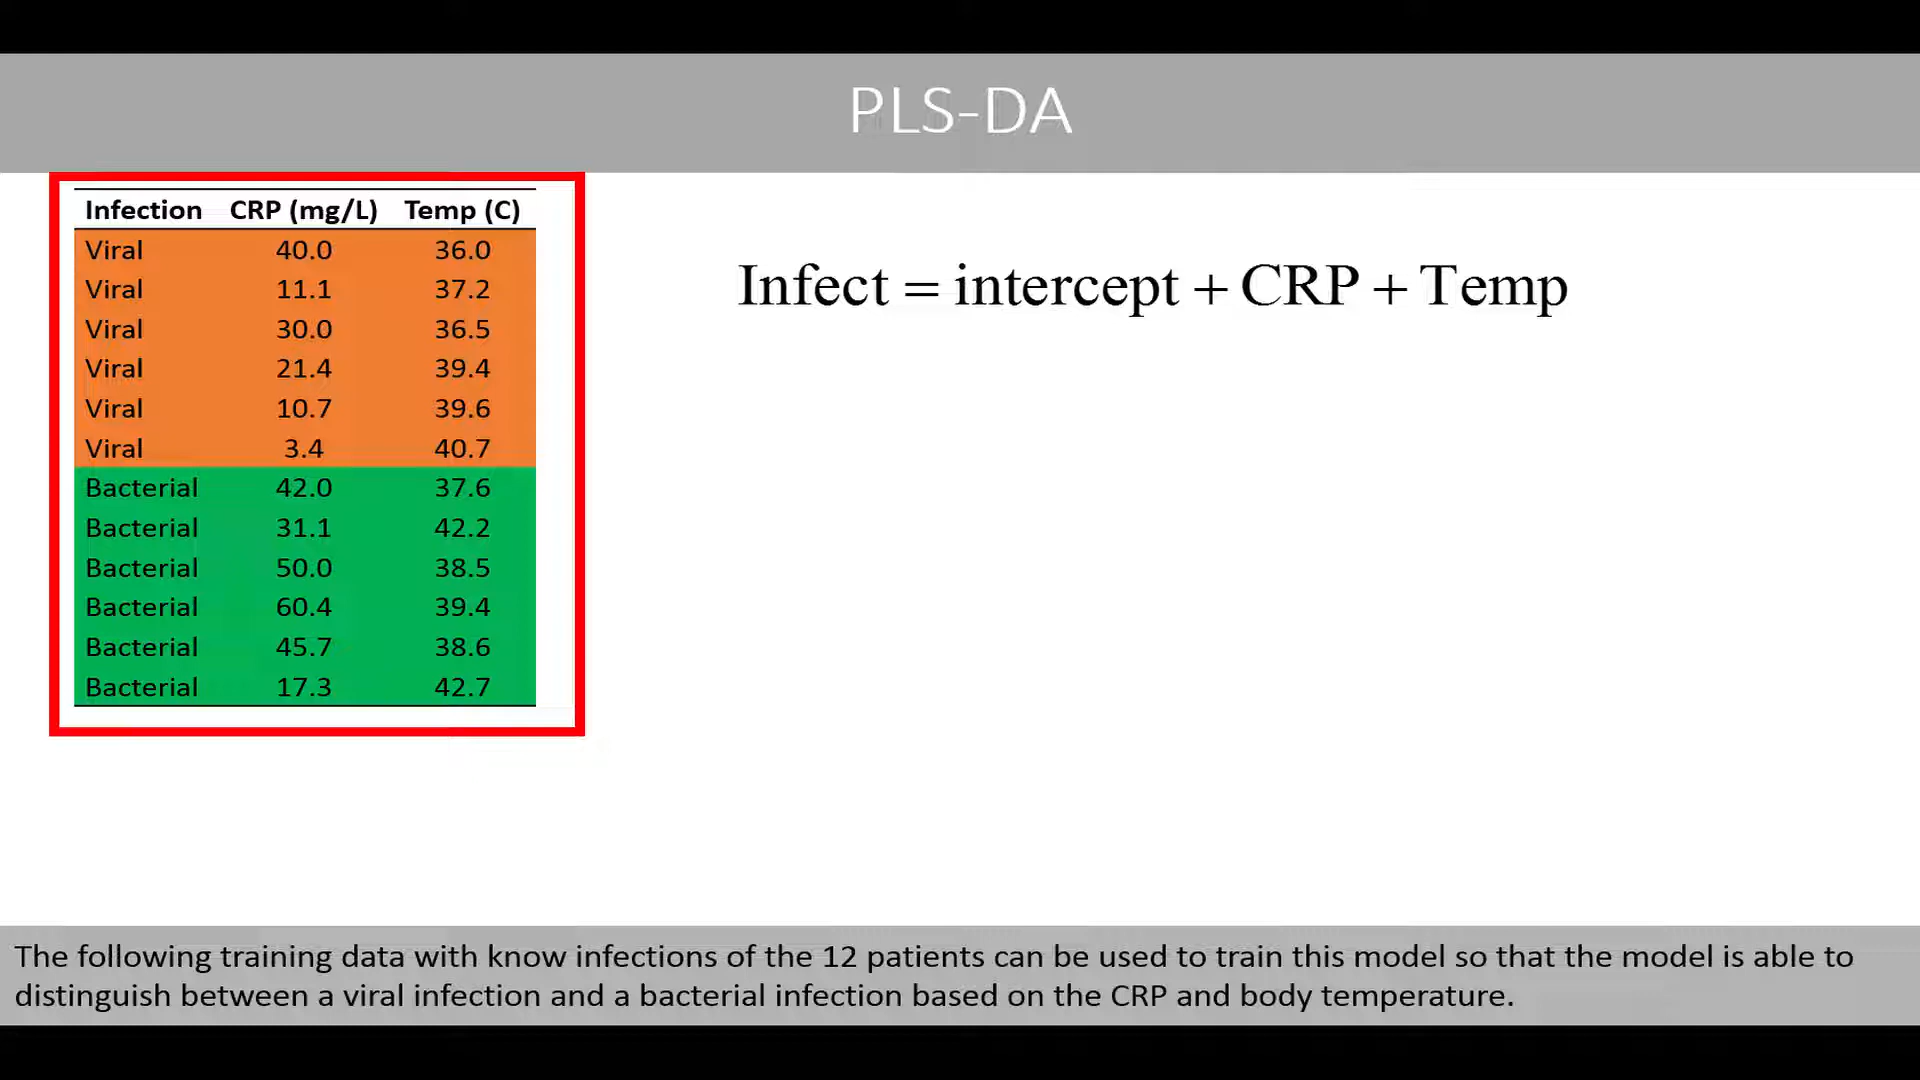 PLS-DA
Infection CRP (mg/L) Temp (C)
Viral 40.0 36.0
Viral 11.1 37.2
Viral 30.0 36.5
Viral 21.4 39.4
Viral 10.7 39.6
Viral 3.4 40.7
Bacterial 42.0 37.6
Bacterial 31.1 42.2
Bacterial 50.0 38.5
Bacterial 60.4 39.4
Bacterial 45.7 38.6
Bacterial 17.3 42.7
Infect = intercept + CRP + Temp
The following training data with know infections of the 12 patients can be used to train this model so that the model is able to
distinguish between a viral infection and a bacterial infection based on the CRP and body temperature.